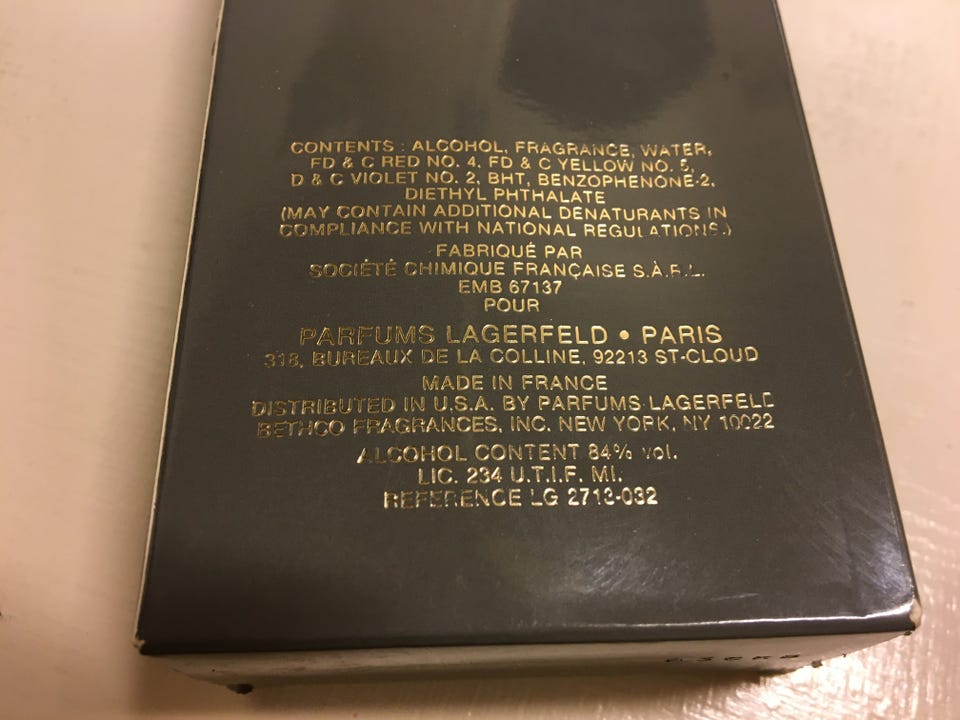 CONTENTS : ALCOHOL, FRAGRANCE, WATER,
FD & C RED NO. 4, FD & C YELLOW NO. 5,
D & C VIOLET NO. 2, BHT, BENZOPHENONE-2,
DIETHYL PHTHALATE
(MAY CONTAIN ADDITIONAL DENATURANTS IN
COMPLIANCE WITH NATIONAL REGULATIONS.)
FABRIQUÉ PAR
SOCIÉTÉ CHIMIQUE FRANÇAISE S.À.R.L.
EMB 67137
POUR
PARFUMS LAGERFELD • PARIS
318, BUREAUX DE LA COLLINE, 92213 ST-CLOUD
MADE IN FRANCE
DISTRIBUTED IN U.S.A. BY PARFUMS LAGERFELD
BETHCO FRAGRANCES, INC. NEW YORK, NY 10022
ALCOHOL CONTENT 84% vol.
LIC. 234 U.T.I.F. MI.
REFERENCE LG 2713-032